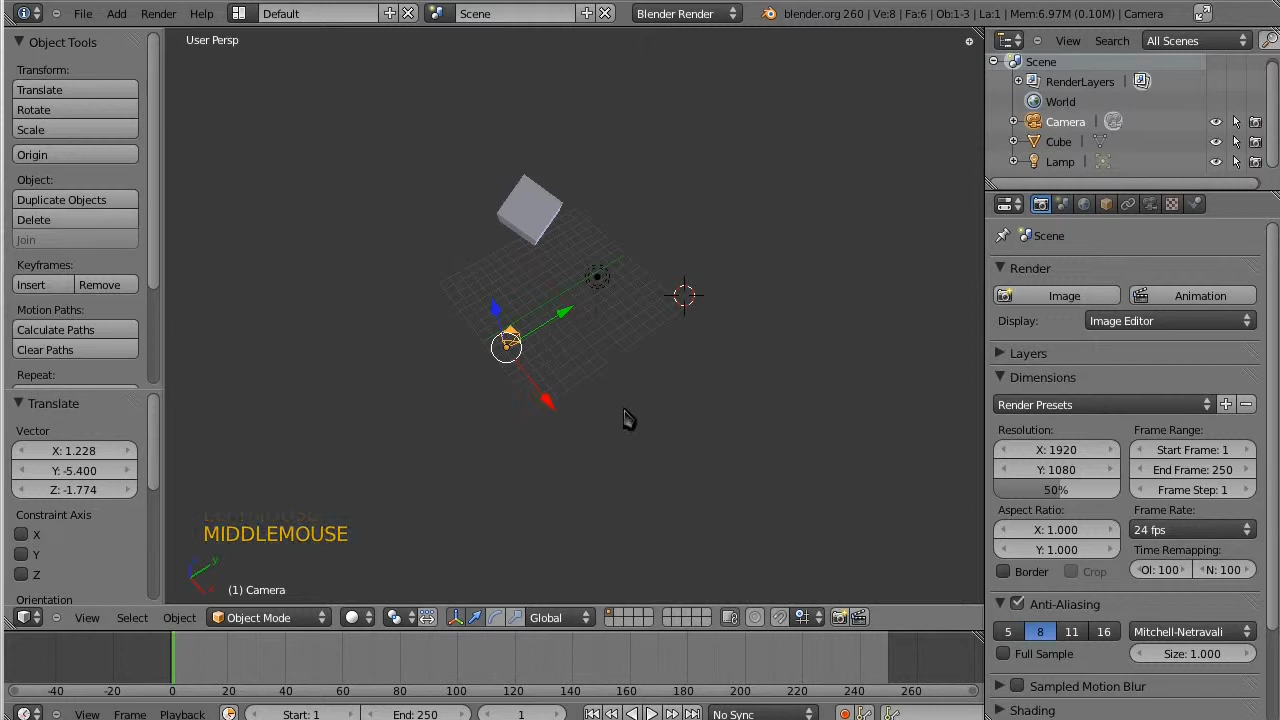 File Add Render Help Default Scene Blender Render blender.org 260 | Ve:8 | Fa:6 | Ob:1-3 | La:1 | Mem:6.97M (0.10M) | Camera
Object Tools
Transform:
Translate
Rotate
Scale
Origin
Object:
Duplicate Objects
Delete
Join
Keyframes:
Insert Remove
Motion Paths:
Calculate Paths
Clear Paths
Repeat:
Translate
Vector
X: 1.228
Y: -5.400
Z: -1.774
Constraint Axis
X
Y
Z
Orientation
User Persp
MIDDLEMOUSE
y
x
(1) Camera
View Select Object Object Mode Global
-40 -20 0 20 40 60 80 100 120 140 160 180 200 220 240 260
View Frame Playback Start: 1 End: 250 1 No Sync
View Search All Scenes
Scene
RenderLayers |
World
Camera |
Cube |
Lamp |
Scene
Render
Image Animation
Display: Image Editor
Layers
Dimensions
Render Presets
Resolution: Frame Range:
X: 1920 Start Frame: 1
Y: 1080 End Frame: 250
50% Frame Step: 1
Aspect Ratio: Frame Rate:
X: 1.000 24 fps
Y: 1.000 Time Remapping:
Border Crop Ol: 100 N: 100
Anti-Aliasing
5 8 11 16 Mitchell-Netravali
Full Sample Size: 1.000
Sampled Motion Blur
Shading